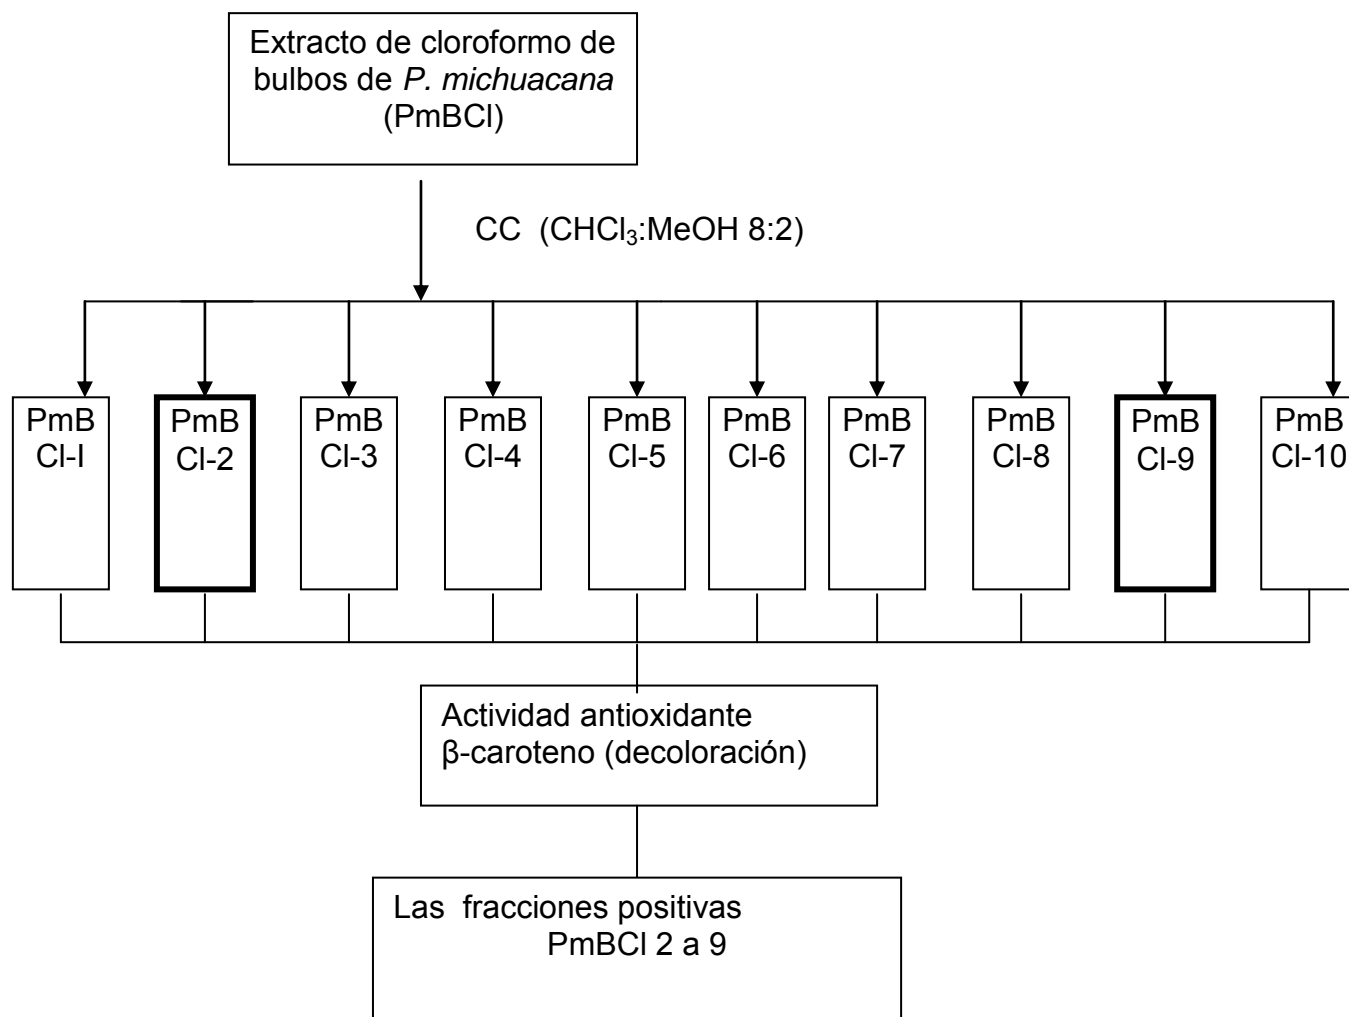 Extracto de cloroformo de
bulbos de P. michuacana
(PmBCl)
CC (CHCl₃:MeOH 8:2)
PmB
Cl-I
PmB
Cl-2
PmB
Cl-3
PmB
Cl-4
PmB
Cl-5
PmB
Cl-6
PmB
Cl-7
PmB
Cl-8
PmB
Cl-9
PmB
Cl-10
Actividad antioxidante
β-caroteno (decoloración)
Las fracciones positivas
PmBCl 2 a 9